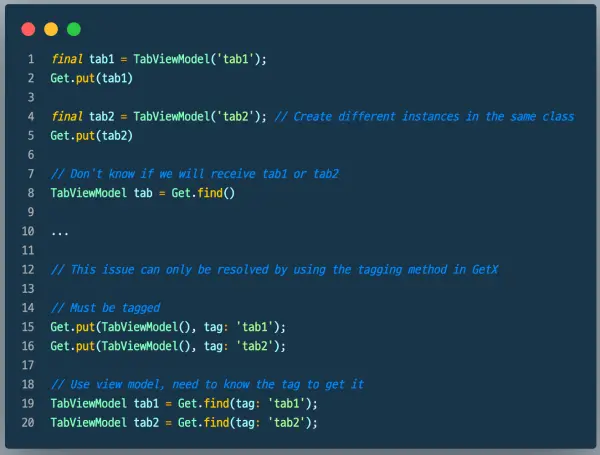 1 final tab1 = TabViewModel('tab1');
2 Get.put(tab1)
3
4 final tab2 = TabViewModel('tab2'); // Create different instances in the same class
5 Get.put(tab2)
6
7 // Don't know if we will receive tab1 or tab2
8 TabViewModel tab = Get.find()
9
10 ...
11
12 // This issue can only be resolved by using the tagging method in GetX
13
14 // Must be tagged
15 Get.put(TabViewModel(), tag: 'tab1');
16 Get.put(TabViewModel(), tag: 'tab2');
17
18 // Use view model, need to know the tag to get it
19 TabViewModel tab1 = Get.find(tag: 'tab1');
20 TabViewModel tab2 = Get.find(tag: 'tab2');